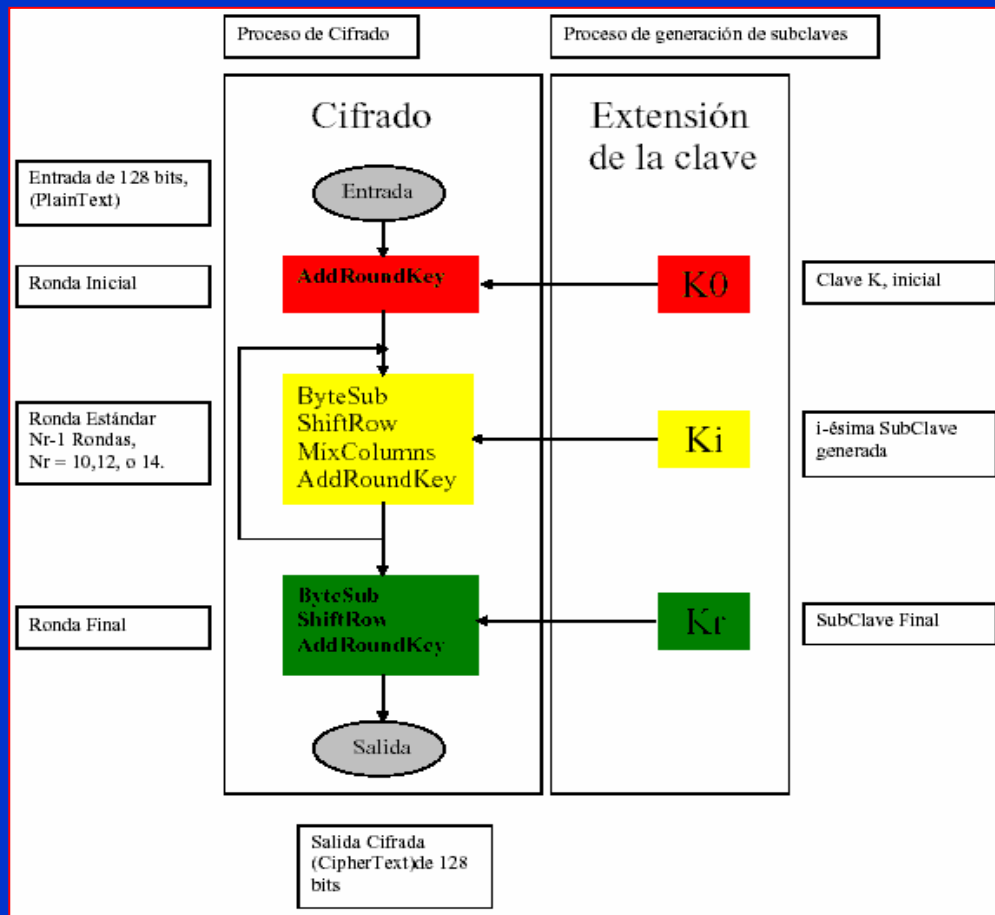 Proceso de Cifrado
Proceso de generación de subclaves
Cifrado
Extensión
de la clave
Entrada de 128 bits,
(PlainText)
Entrada
Ronda Inicial
AddRoundKey
K0
Clave K, inicial
Ronda Estándar
Nr-1 Rondas,
Nr = 10,12, o 14.
ByteSub
ShiftRow
MixColumns
AddRoundKey
Ki
i-ésima SubClave
generada
Ronda Final
ByteSub
ShiftRow
AddRoundKey
Kr
SubClave Final
Salida
Salida Cifrada
(CipherText)de 128
bits